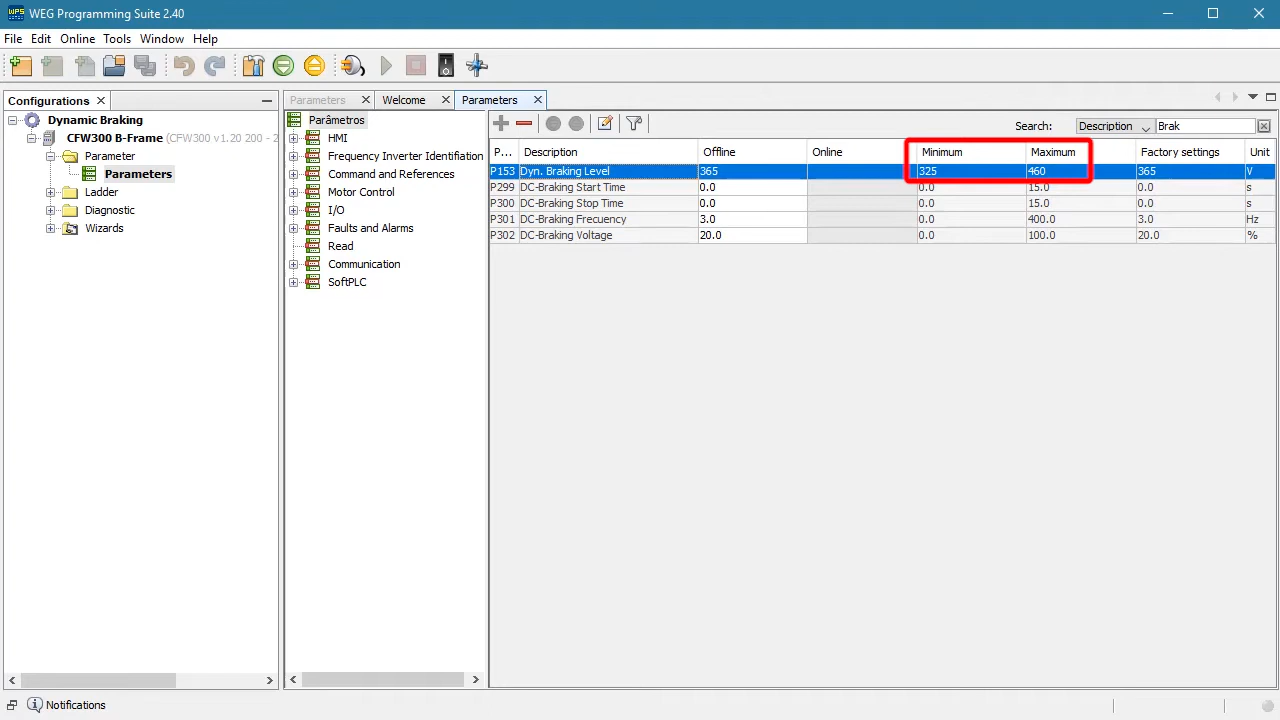 WPS WEG Programming Suite 2.40
File Edit Online Tools Window Help
Configurations
Dynamic Braking
CFW300 B-Frame (CFW300 v1.20 200 - 2
Parameter
Parameters
Ladder
Diagnostic
Wizards
Parameters Welcome Parameters
Parâmetros
HMI
Frequency Inverter Identifiation
Command and References
Motor Control
I/O
Faults and Alarms
Read
Communication
SoftPLC
Search: Description Brak
P... Description Offline Online Minimum Maximum Factory settings Unit
P153 Dyn. Braking Level 365 325 460 365 V
P299 DC-Braking Start Time 0.0 0.0 15.0 0.0 s
P300 DC-Braking Stop Time 0.0 0.0 15.0 0.0 s
P301 DC-Braking Frecuency 3.0 0.0 400.0 3.0 Hz
P302 DC-Braking Voltage 20.0 0.0 100.0 20.0 %
Notifications